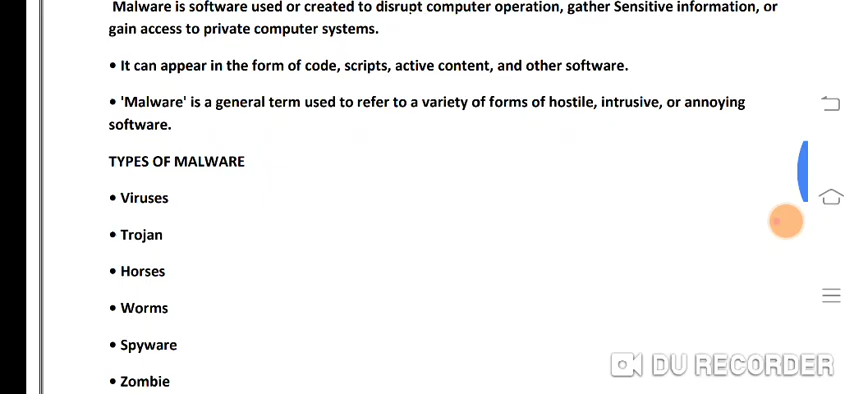 Malware is software used or created to disrupt computer operation, gather Sensitive information, or
gain access to private computer systems.
• It can appear in the form of code, scripts, active content, and other software.
• 'Malware' is a general term used to refer to a variety of forms of hostile, intrusive, or annoying
software.
TYPES OF MALWARE
• Viruses
• Trojan
• Horses
• Worms
• Spyware
• Zombie
DU RECORDER